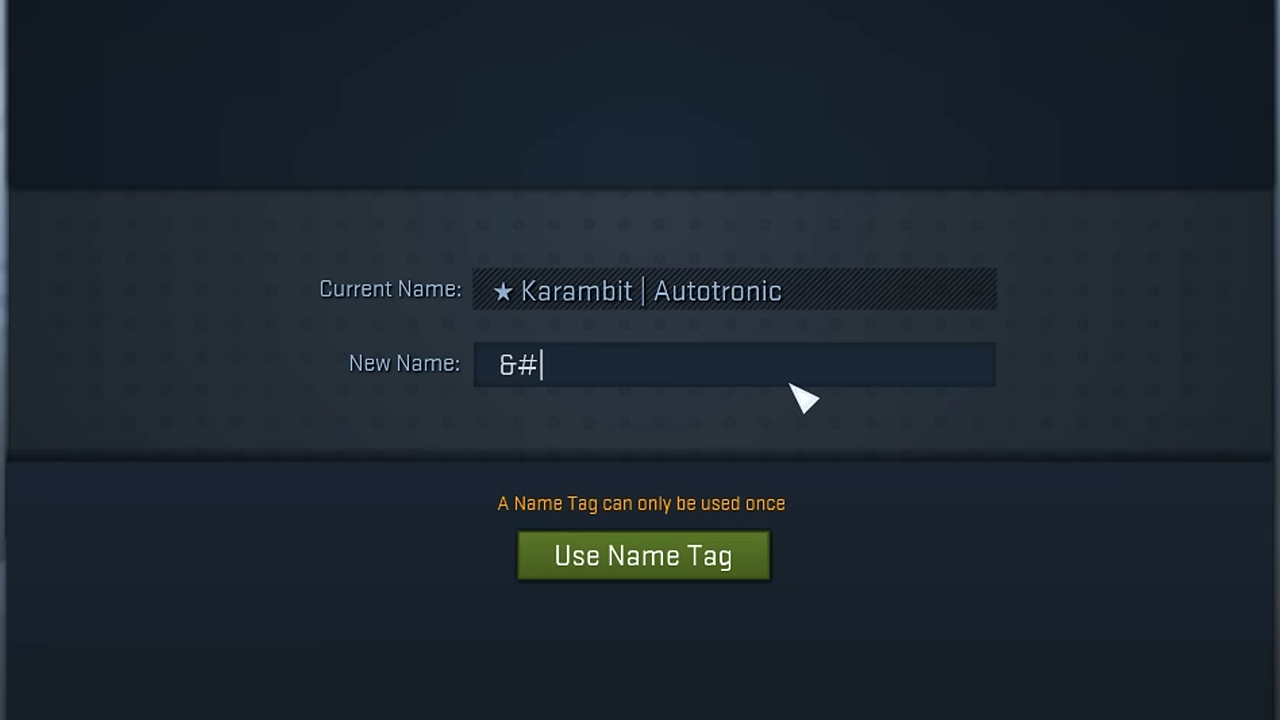 Current Name: ★ Karambit | Autotronic
New Name: &#
A Name Tag can only be used once
Use Name Tag